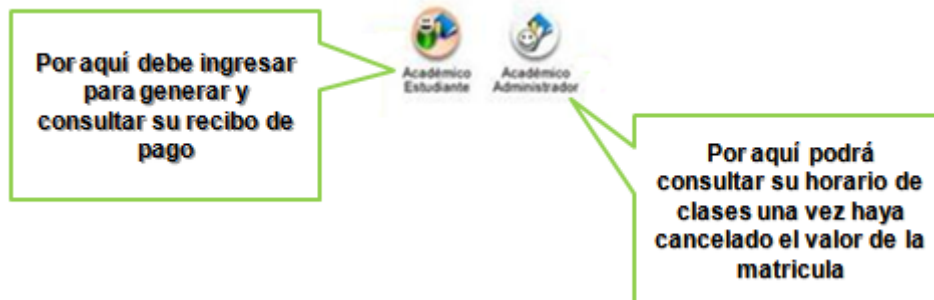 Por aquí debe ingresar
para generar y
consultar su recibo de
pago
Académico
Estudiante
Académico
Administrador
Por aquí podrá
consultar su horario de
clases una vez haya
cancelado el valor de la
matricula